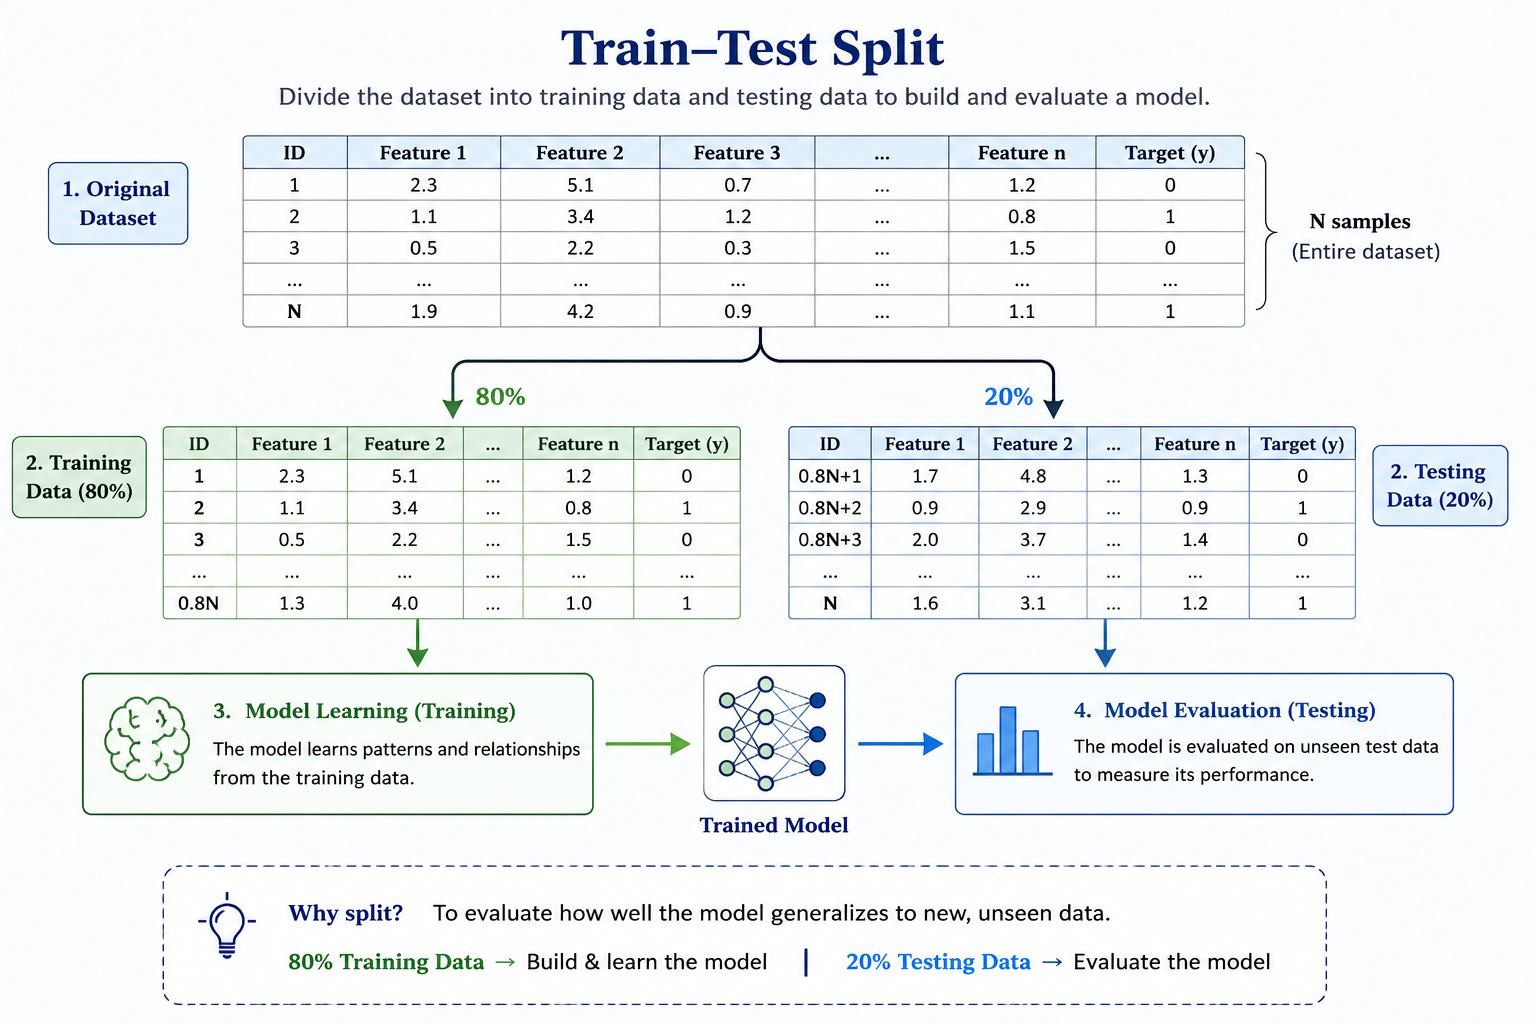 Train–Test Split
Divide the dataset into training data and testing data to build and evaluate a model.
1. Original
Dataset
ID Feature 1 Feature 2 Feature 3 ... Feature n Target (y)
1 2.3 5.1 0.7 ... 1.2 0
2 1.1 3.4 1.2 ... 0.8 1
3 0.5 2.2 0.3 ... 1.5 0
... ... ... ... ... ... ...
N 1.9 4.2 0.9 ... 1.1 1
N samples
(Entire dataset)
80%
20%
2. Training
Data (80%)
ID Feature 1 Feature 2 ... Feature n Target (y)
1 2.3 5.1 ... 1.2 0
2 1.1 3.4 ... 0.8 1
3 0.5 2.2 ... 1.5 0
... ... ... ... ... ...
0.8N 1.3 4.0 ... 1.0 1
ID Feature 1 Feature 2 ... Feature n Target (y)
0.8N+1 1.7 4.8 ... 1.3 0
0.8N+2 0.9 2.9 ... 0.9 1
0.8N+3 2.0 3.7 ... 1.4 0
... ... ... ... ... ...
N 1.6 3.1 ... 1.2 1
2. Testing
Data (20%)
3. Model Learning (Training)
The model learns patterns and relationships
from the training data.
Trained Model
4. Model Evaluation (Testing)
The model is evaluated on unseen test data
to measure its performance.
Why split? To evaluate how well the model generalizes to new, unseen data.
80% Training Data → Build & learn the model | 20% Testing Data → Evaluate the model